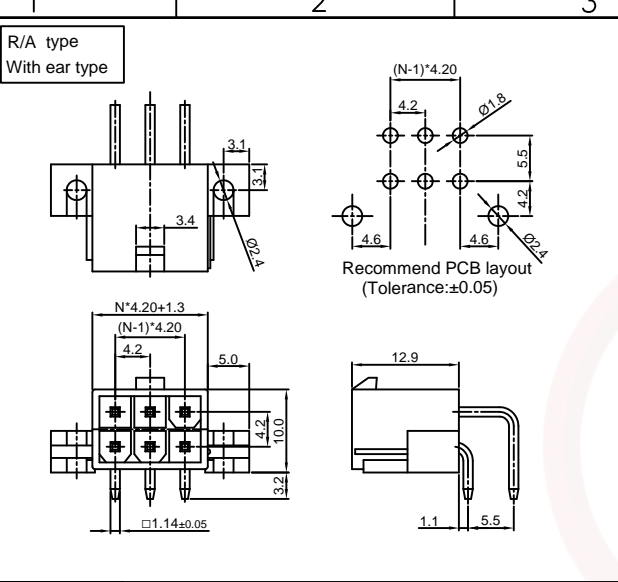 1 2 3
R/A type
With ear type
3.1
3.1
3.4
Ø2.4
(N-1)*4.20
4.2
Ø1.8
5.5
4.2
4.6
4.6
Ø2.4
Recommend PCB layout
(Tolerance:±0.05)
N*4.20+1.3
(N-1)*4.20
4.2
5.0
4.2
10.0
3.2
□1.14±0.05
12.9
1.1
5.5